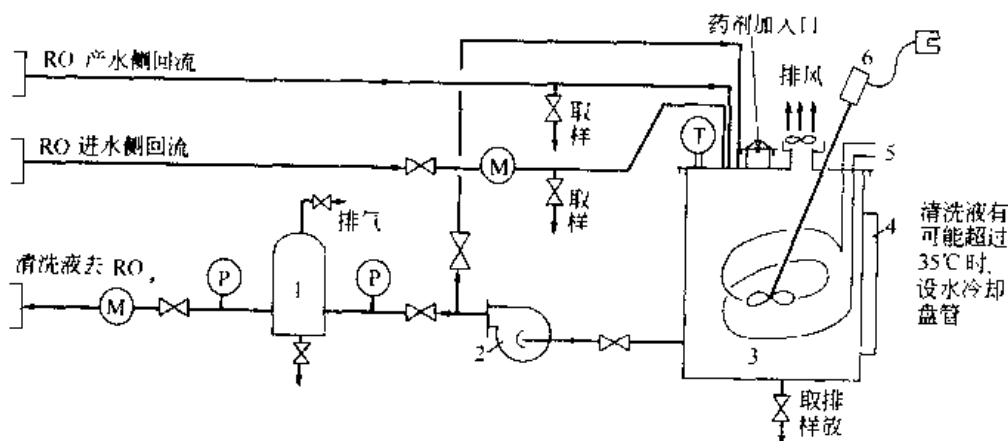 药剂加入口
RO 产水侧回流
排风
6
取
样
T
5
RO 进水侧回流
M
取
样
排气
4
清洗液有
可能超过
35℃时,
设水冷却
盘管
清洗液去 RO
P
P
1
M
2
3
取排
样放